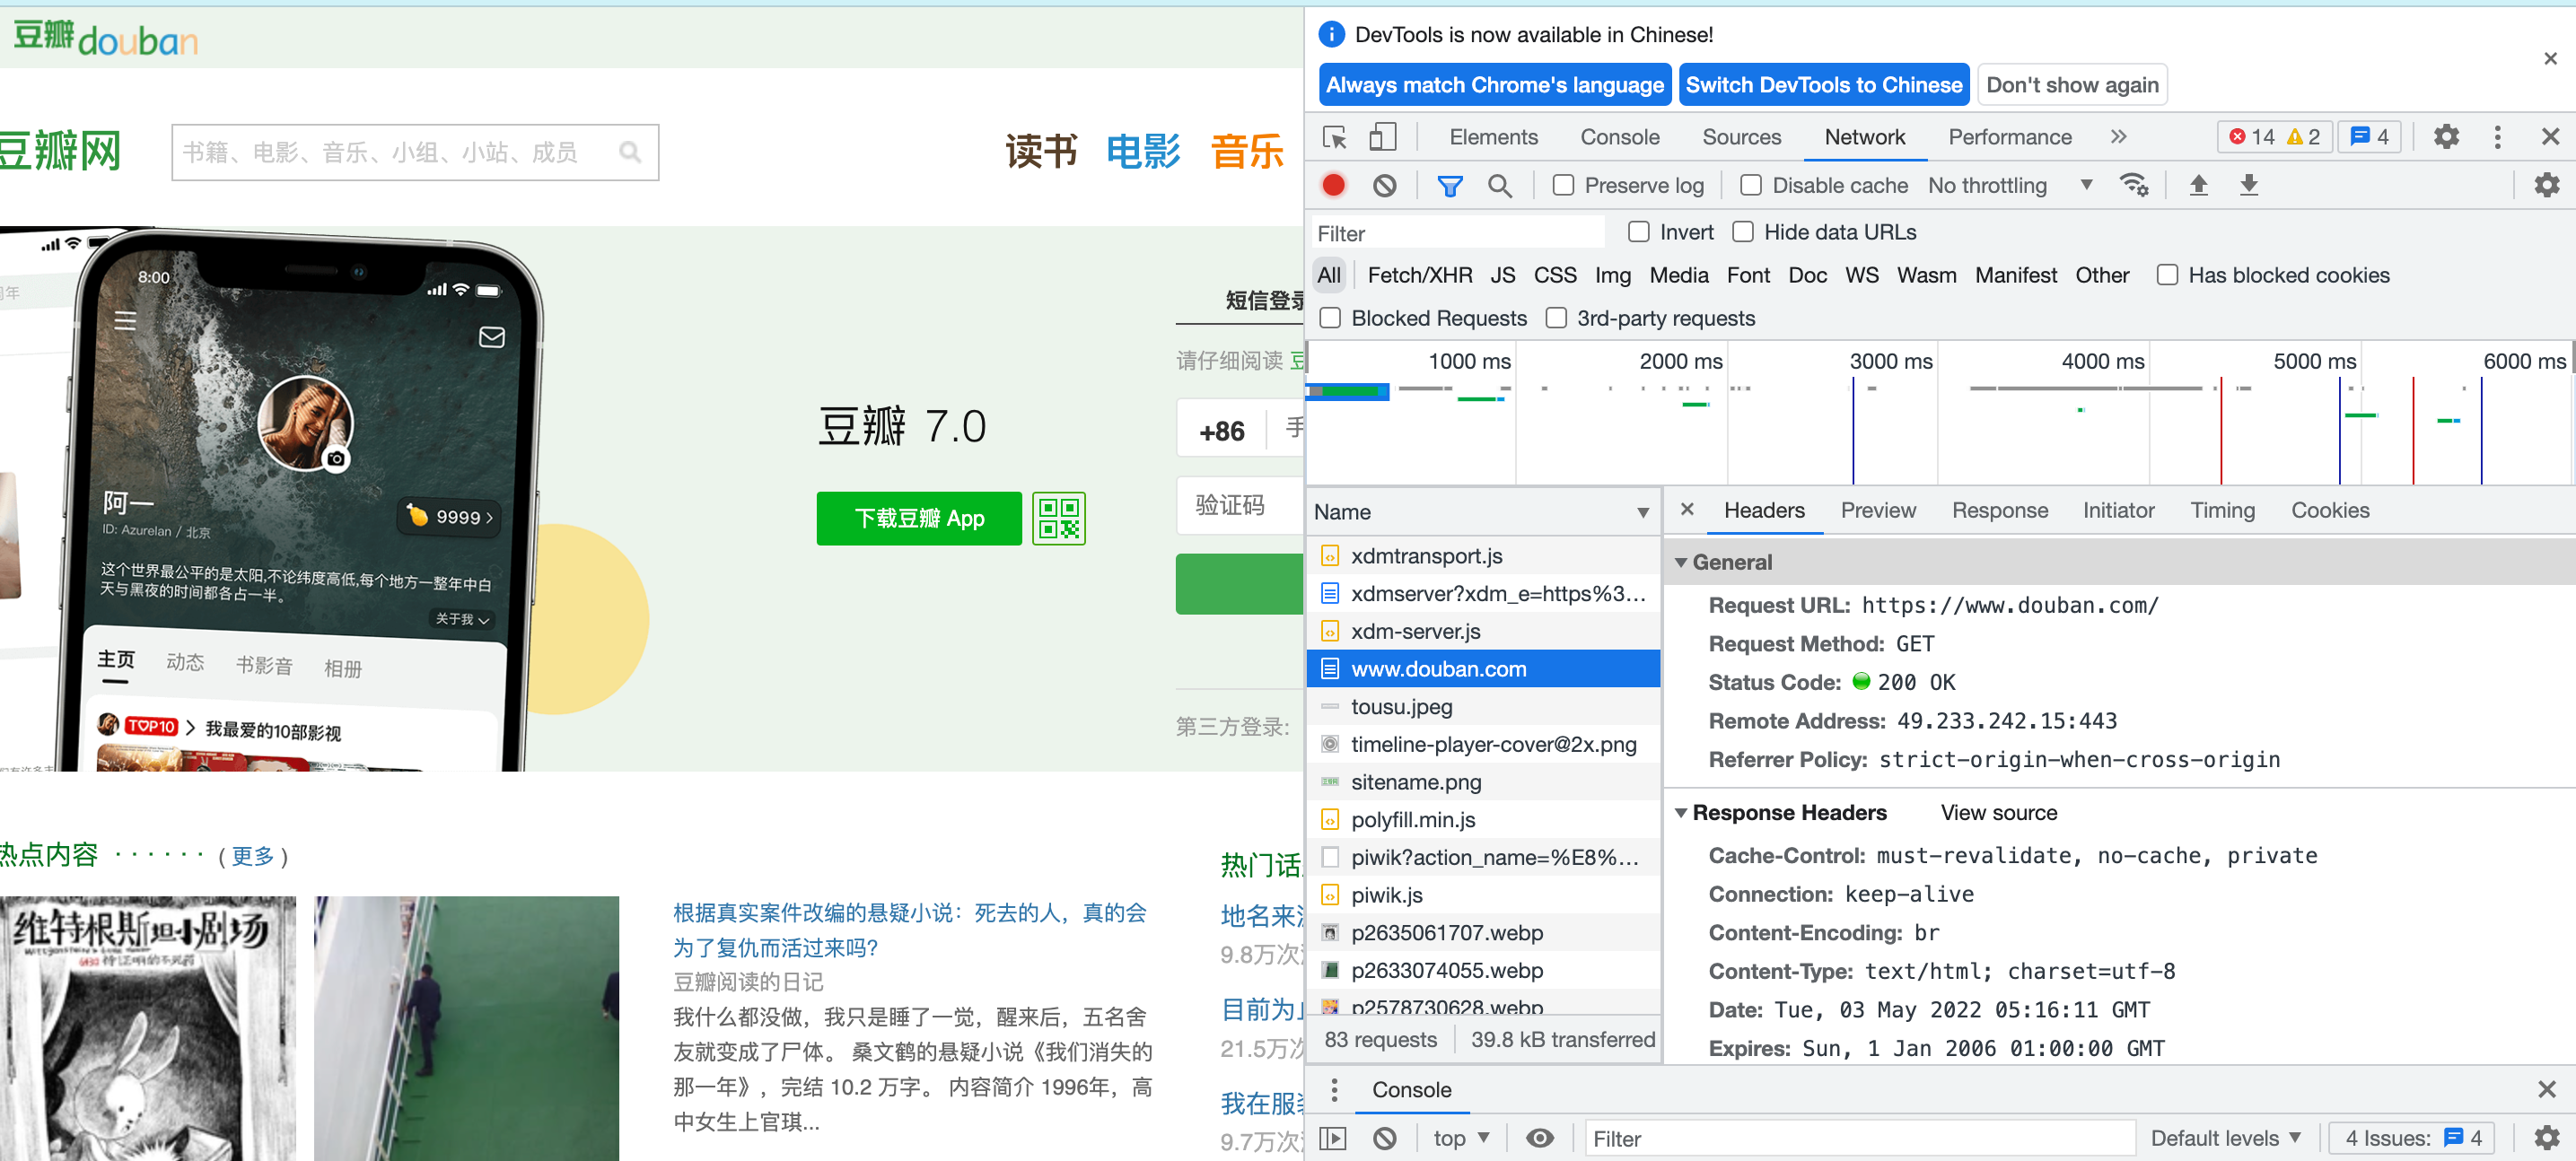 豆瓣douban
豆瓣网
书籍、电影、音乐、小组、小站、成员
读书 电影 音乐
8:00
阿一
ID: Azurelan / 北京
9999
这个世界最公平的是太阳,不论纬度高低,每个地方一整年中白
天与黑夜的时间都各占一半。
关于我
主页 动态 书影音 相册
TOP10 我最爱的10部影视
豆瓣 7.0
下载豆瓣 App
短信登录
请仔细阅读 豆
+86 手
验证码
第三方登录:
热点内容 · · · · · · ( 更多 )
维特根斯坦小剧场
根据真实案件改编的悬疑小说：死去的人，真的会
为了复仇而活过来吗?
豆瓣阅读的日记
我什么都没做，我只是睡了一觉，醒来后，五名舍
友就变成了尸体。 桑文鹤的悬疑小说《我们消失的
那一年》，完结 10.2 万字。 内容简介 1996年，高
中女生上官琪...
热门话
地名来
9.8万次
目前为止
21.5万次
我在服装
9.7万次
DevTools is now available in Chinese!
Always match Chrome's language Switch DevTools to Chinese Don't show again
Elements Console Sources Network Performance 14 2 4
Preserve log Disable cache No throttling
Filter Invert Hide data URLs
All Fetch/XHR JS CSS Img Media Font Doc WS Wasm Manifest Other Has blocked cookies
Blocked Requests 3rd-party requests
1000 ms 2000 ms 3000 ms 4000 ms 5000 ms 6000 ms
Name
xdmtransport.js
xdmserver?xdm_e=https%3...
xdm-server.js
www.douban.com
tousu.jpeg
timeline-player-cover@2x.png
sitename.png
polyfill.min.js
piwik?action_name=%E8%...
piwik.js
p2635061707.webp
p2633074055.webp
p2578730628.webp
83 requests 39.8 kB transferred
Headers Preview Response Initiator Timing Cookies
General
Request URL: https://www.douban.com/
Request Method: GET
Status Code: 200 OK
Remote Address: 49.233.242.15:443
Referrer Policy: strict-origin-when-cross-origin
Response Headers View source
Cache-Control: must-revalidate, no-cache, private
Connection: keep-alive
Content-Encoding: br
Content-Type: text/html; charset=utf-8
Date: Tue, 03 May 2022 05:16:11 GMT
Expires: Sun, 1 Jan 2006 01:00:00 GMT
Console
top Filter Default levels 4 Issues: 4